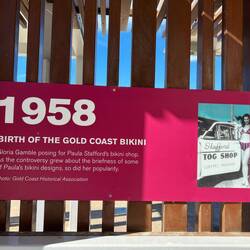 1958
BIRTH OF THE GOLD COAST BIKINI
Gloria Gamble posing for Paula Stafford's bikini shop.
As the controversy grew about the briefness of some
of Paula's bikini designs, so did her popularity.
Photo: Gold Coast Historical Association
Stafford
TOG SHOP